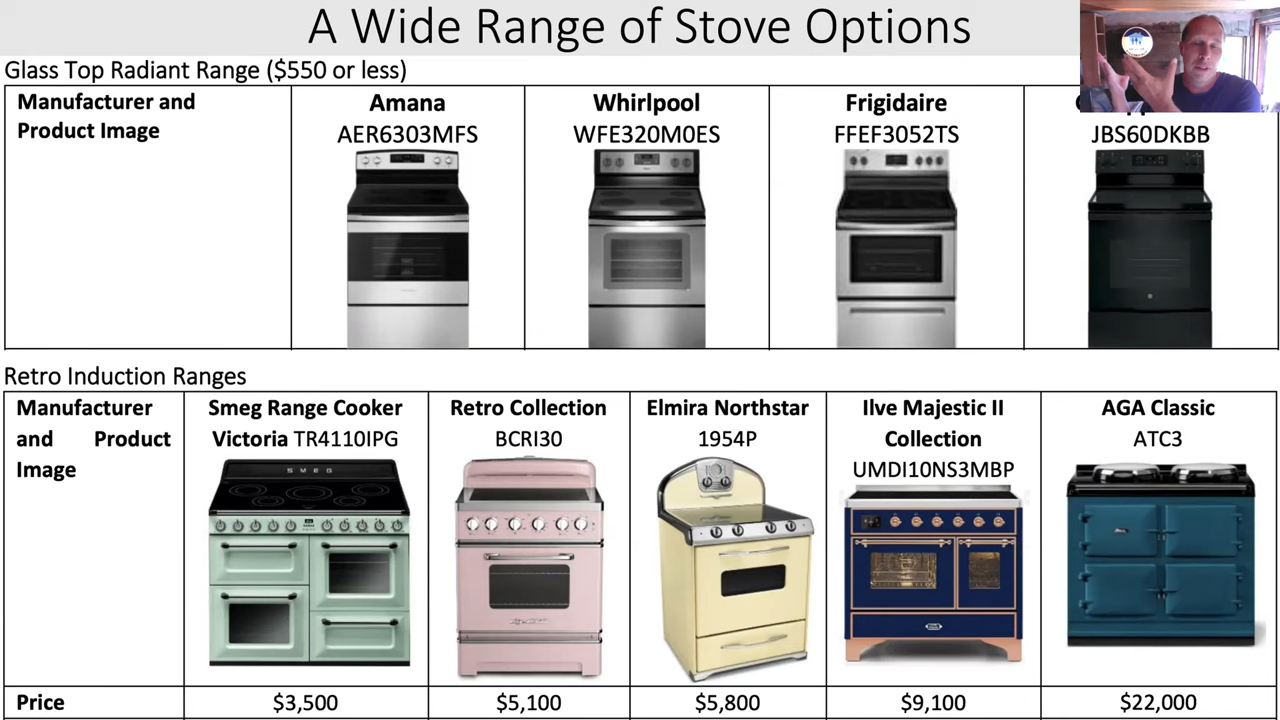 A Wide Range of Stove Options
Glass Top Radiant Range ($550 or less)
Manufacturer and
Product Image
Amana
AER6303MFS
Whirlpool
WFE320M0ES
Frigidaire
FFEF3052TS
JBS60DKBB
Retro Induction Ranges
Manufacturer
and Product
Image
Smeg Range Cooker
Victoria TR4110IPG
SMEG
Retro Collection
BCRI30
Elmira Northstar
1954P
Ilve Majestic II
Collection
UMDI10NS3MBP
AGA Classic
ATC3
Price
$3,500
$5,100
$5,800
$9,100
$22,000